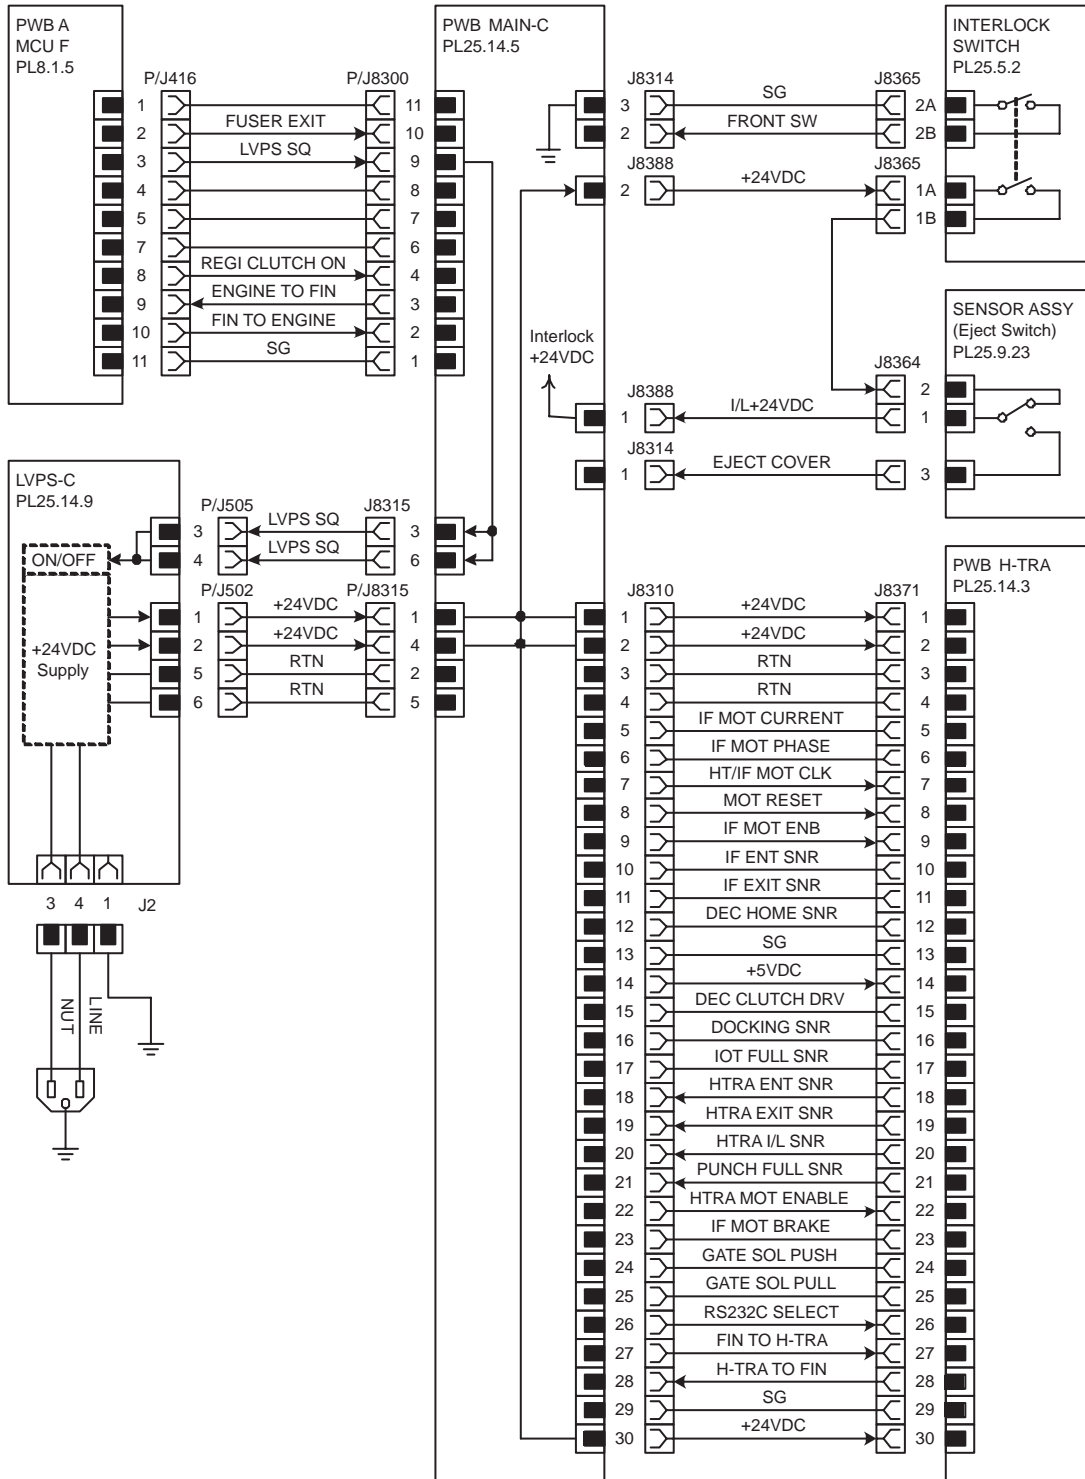 PWB A
MCU F
PL8.1.5
P/J416 P/J8300
1 11
2 FUSER EXIT 10
3 LVPS SQ 9
4 8
5 7
7 6
8 REGI CLUTCH ON 4
9 ENGINE TO FIN 3
10 FIN TO ENGINE 2
11 SG 1
PWB MAIN-C
PL25.14.5
INTERLOCK
SWITCH
PL25.5.2
J8314 J8365
3 SG 2A
2 FRONT SW 2B
J8388 J8365
2 +24VDC 1A
1B
Interlock
+24VDC
SENSOR ASSY
(Eject Switch)
PL25.9.23
J8364
2
J8388
1 I/L+24VDC 1
J8314
1 EJECT COVER 3
LVPS-C
PL25.14.9
ON/OFF
+24VDC
Supply
P/J505 J8315
3 LVPS SQ 3
4 LVPS SQ 6
P/J502 P/J8315
1 +24VDC 1
2 +24VDC 4
5 RTN 2
6 RTN 5
3 4 1 J2
NUT
LINE
PWB H-TRA
PL25.14.3
J8310 J8371
1 +24VDC 1
2 +24VDC 2
3 RTN 3
4 RTN 4
5 IF MOT CURRENT 5
6 IF MOT PHASE 6
7 HT/IF MOT CLK 7
8 MOT RESET 8
9 IF MOT ENB 9
10 IF ENT SNR 10
11 IF EXIT SNR 11
12 DEC HOME SNR 12
13 SG 13
14 +5VDC 14
15 DEC CLUTCH DRV 15
16 DOCKING SNR 16
17 IOT FULL SNR 17
18 HTRA ENT SNR 18
19 HTRA EXIT SNR 19
20 HTRA I/L SNR 20
21 PUNCH FULL SNR 21
22 HTRA MOT ENABLE 22
23 IF MOT BRAKE 23
24 GATE SOL PUSH 24
25 GATE SOL PULL 25
26 RS232C SELECT 26
27 FIN TO H-TRA 27
28 H-TRA TO FIN 28
29 SG 29
30 +24VDC 30